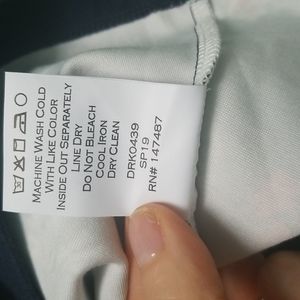 MACHINE WASH COLD
WITH LIKE COLOR
INSIDE OUT SEPARATELY
LINE DRY
DO NOT BLEACH
COOL IRON
DRY CLEAN
DRK0439
SP19
RN# 147487